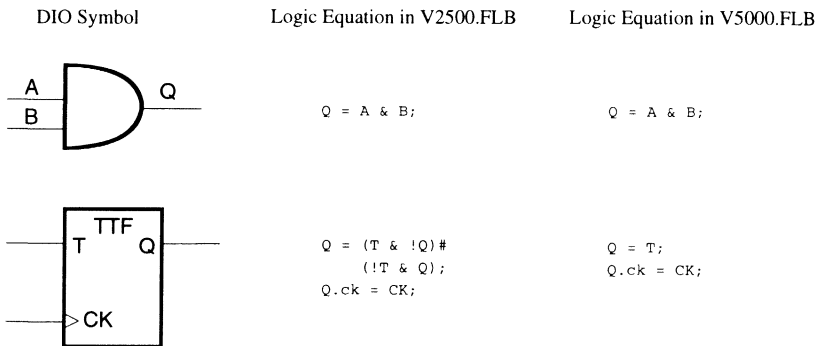 DIO Symbol Logic Equation in V2500.FLB Logic Equation in V5000.FLB
A
B
Q
Q = A & B; Q = A & B;
TTF
T Q
CK
Q = (T & !Q)#
(!T & Q);
Q.ck = CK;
Q = T;
Q.ck = CK;